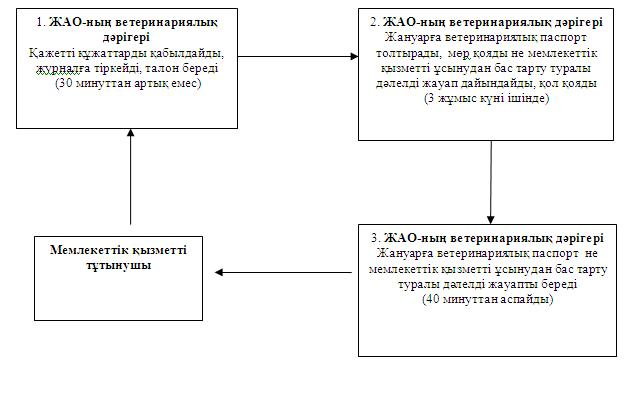 1. ЖАО-ның ветеринариялық
дәрігері
Қажетті құжаттарды қабылдайды,
журналға тіркейді, талон береді
(30 минуттан артық емес)
2. ЖАО-ның ветеринариялық дәрігері
Жануарға ветеринариялық паспорт
толтырады, мөр қояды не мемлекеттік
қызметті ұсынудан бас тарту туралы
дәлелді жауап дайындайды, қол қояды
(3 жұмыс күні ішінде)
3. ЖАО-ның ветеринариялық дәрігері
Жануарға ветеринариялық паспорт не
мемлекеттік қызметті ұсынудан бас тарту
туралы дәлелді жауапты береді
(40 минуттан аспайды)
Мемлекеттік қызметті
тұтынушы